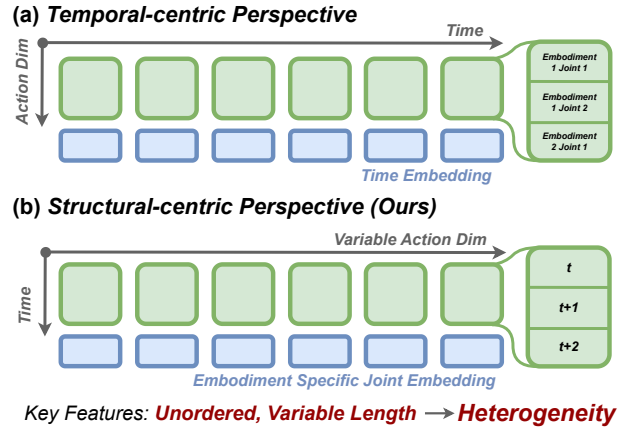 (a) Temporal-centric Perspective
Time
Action Dim
Embodiment
1 Joint 1
Embodiment
1 Joint 2
Embodiment
2 Joint 1
Time Embedding
(b) Structural-centric Perspective (Ours)
Variable Action Dim
Time
t
t+1
t+2
Embodiment Specific Joint Embedding
Key Features: Unordered, Variable Length → Heterogeneity